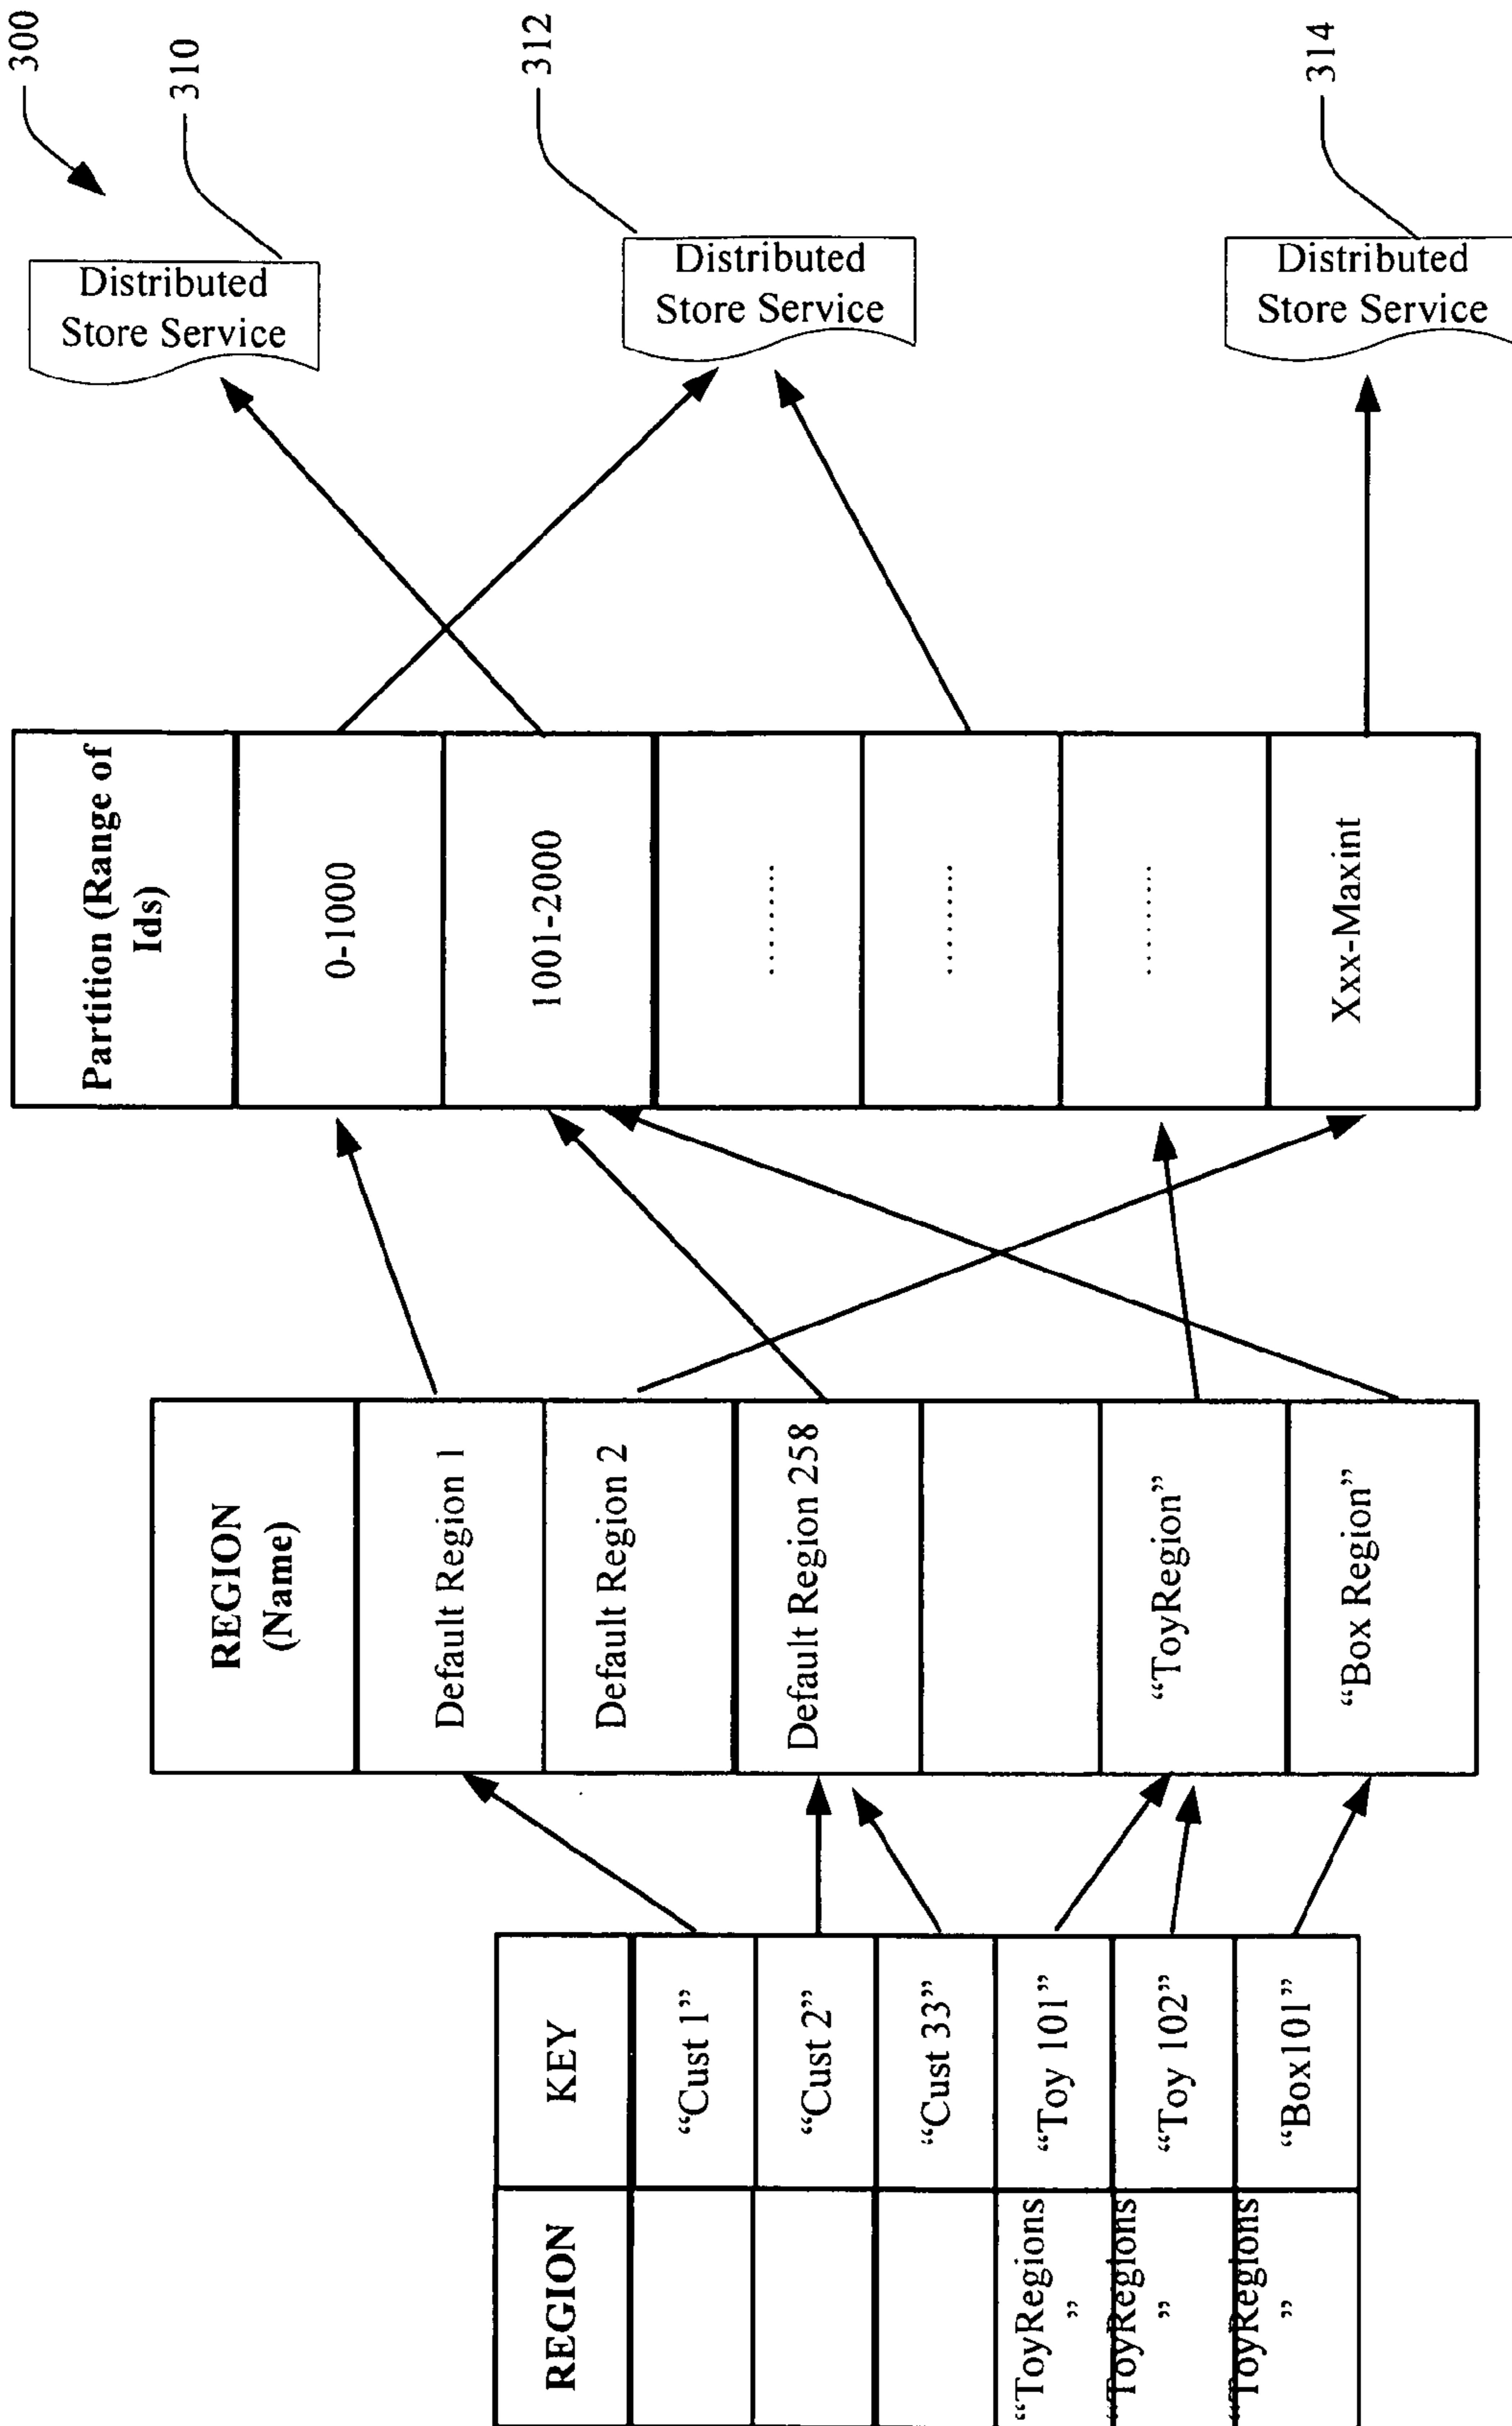 300
REGION
KEY
"Cust 1"
"Cust 2"
"Cust 33"
“ToyRegions
”
“Toy 101”
“ToyRegions
”
“Toy 102”
“ToyRegions
”
“Box101”
REGION
(Name)
Default Region 1
Default Region 2
Default Region 258
“ToyRegion”
“Box Region”
Partition (Range of
Ids)
0-1000
1001-2000
........
........
........
Xxx-Maxint
Distributed
Store Service
310
Distributed
Store Service
312
Distributed
Store Service
314